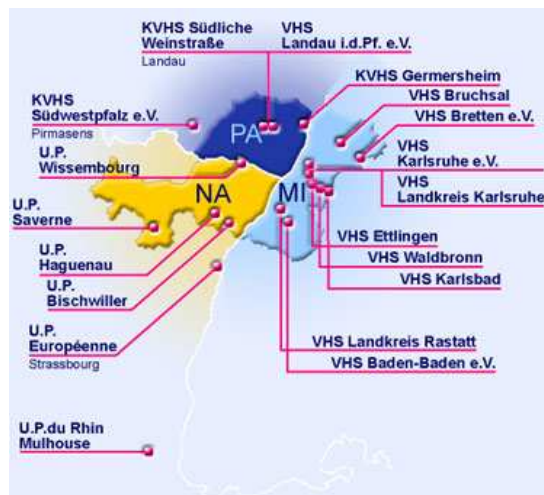 KVHS Südliche
Weinstraße
Landau
VHS
Landau i.d.Pf. e.V.
KVHS Germersheim
VHS Bruchsal
VHS Bretten e.V.
KVHS
Südwestpfalz e.V.
Pirmasens
PA
VHS
Karlsruhe e.V.
U.P.
Wissembourg
NA
MI
VHS
Landkreis Karlsruhe
U.P.
Saverne
VHS Ettlingen
U.P.
Haguenau
VHS Waldbronn
VHS Karlsbad
U.P.
Bischwiller
U.P.
Européenne
Strassbourg
VHS Landkreis Rastatt
VHS Baden-Baden e.V.
U.P.du Rhin
Mulhouse